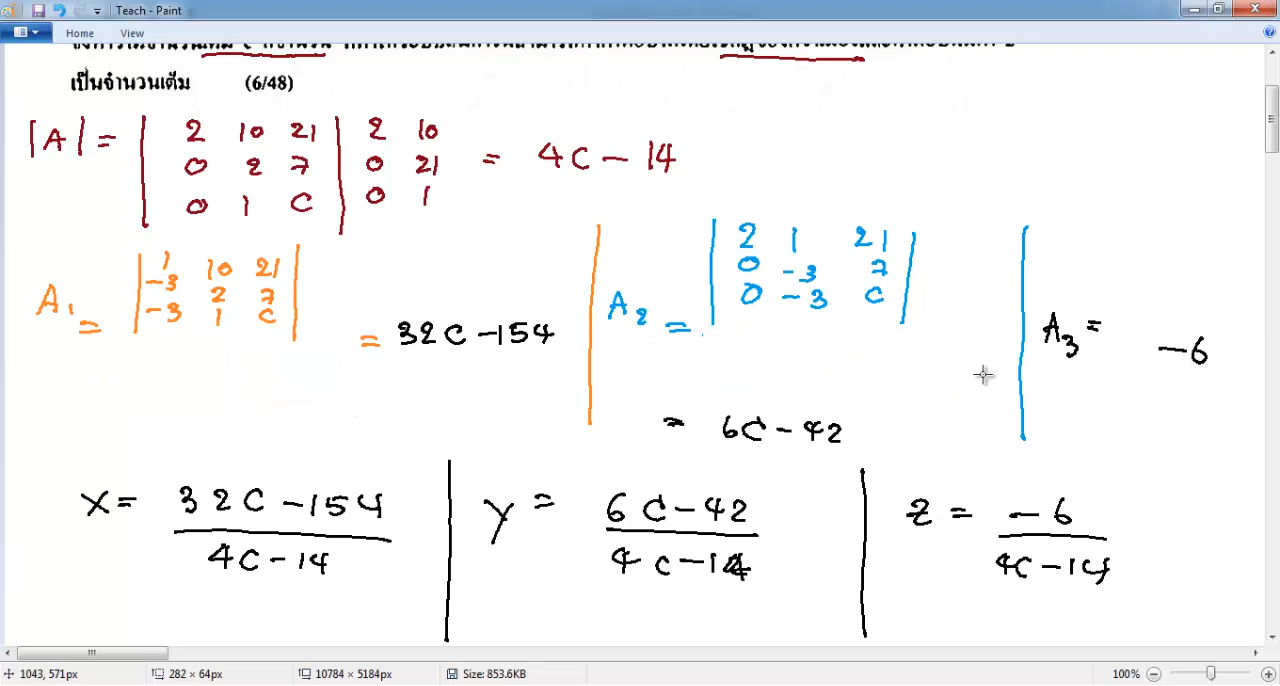 Teach - Paint
Home View
เป็นจำนวนเต็ม (6/48)
|A| = | 2 10 21 | 2 10
0 2 7 | 0 21 = 4C - 14
0 1 C | 0 1
A1 = | 1 10 21 |
-3 2 7
-3 1 C
= 32C - 154
A2 = | 2 1 21 |
0 -3 7
0 -3 C
= 6C - 42
A3 = -6
X = 32C - 154
4C - 14
Y = 6C - 42
4C - 14
Z = -6
4C - 14
1043, 571px 282 × 64px 10784 × 5184px Size: 853.6KB 100%